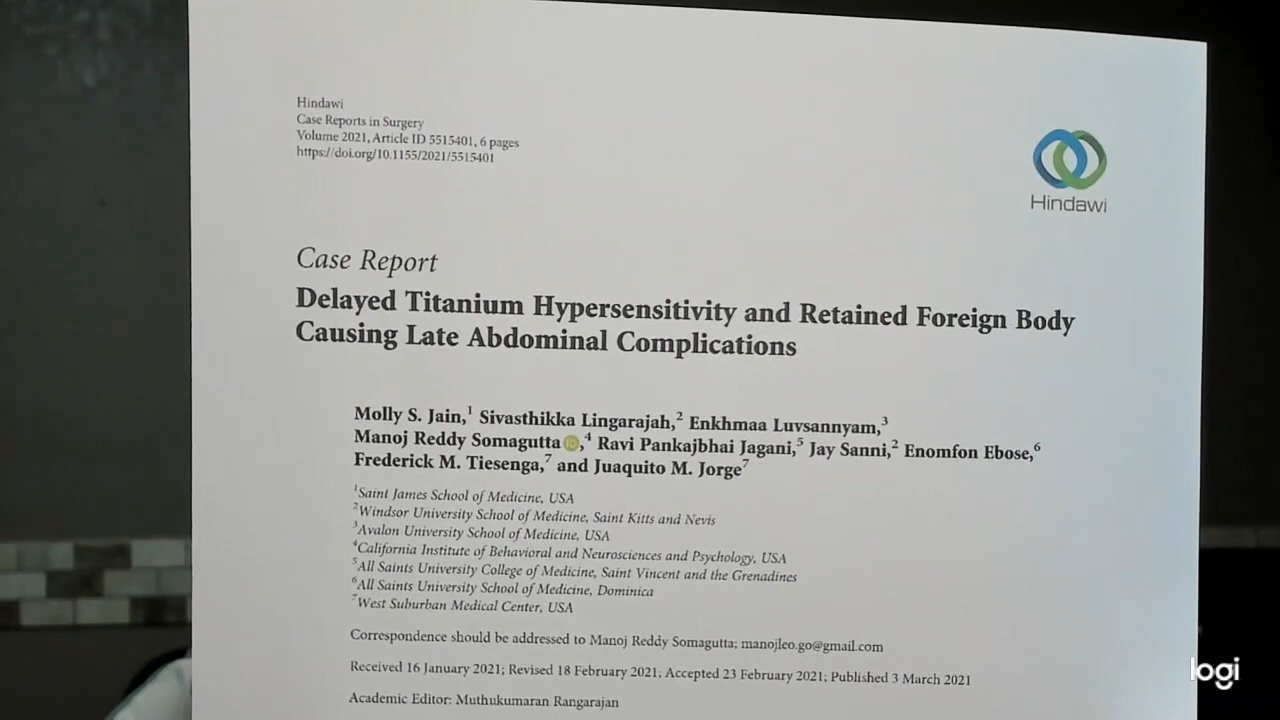 Hindawi
Case Reports in Surgery
Volume 2021, Article ID 5515401, 6 pages
https://doi.org/10.1155/2021/5515401
Hindawi
Case Report
Delayed Titanium Hypersensitivity and Retained Foreign Body
Causing Late Abdominal Complications
Molly S. Jain,1 Sivasthikka Lingarajah,2 Enkhmaa Luvsannyam,3
Manoj Reddy Somagutta iD,4 Ravi Pankajbhai Jagani,5 Jay Sanni,2 Enomfon Ebose,6
Frederick M. Tiesenga,7 and Juaquito M. Jorge7
1Saint James School of Medicine, USA
2Windsor University School of Medicine, Saint Kitts and Nevis
3Avalon University School of Medicine, USA
4California Institute of Behavioral and Neurosciences and Psychology, USA
5All Saints University College of Medicine, Saint Vincent and the Grenadines
6All Saints University School of Medicine, Dominica
7West Suburban Medical Center, USA
Correspondence should be addressed to Manoj Reddy Somagutta; manojleo.go@gmail.com
Received 16 January 2021; Revised 18 February 2021; Accepted 23 February 2021; Published 3 March 2021
Academic Editor: Muthukumaran Rangarajan
logi